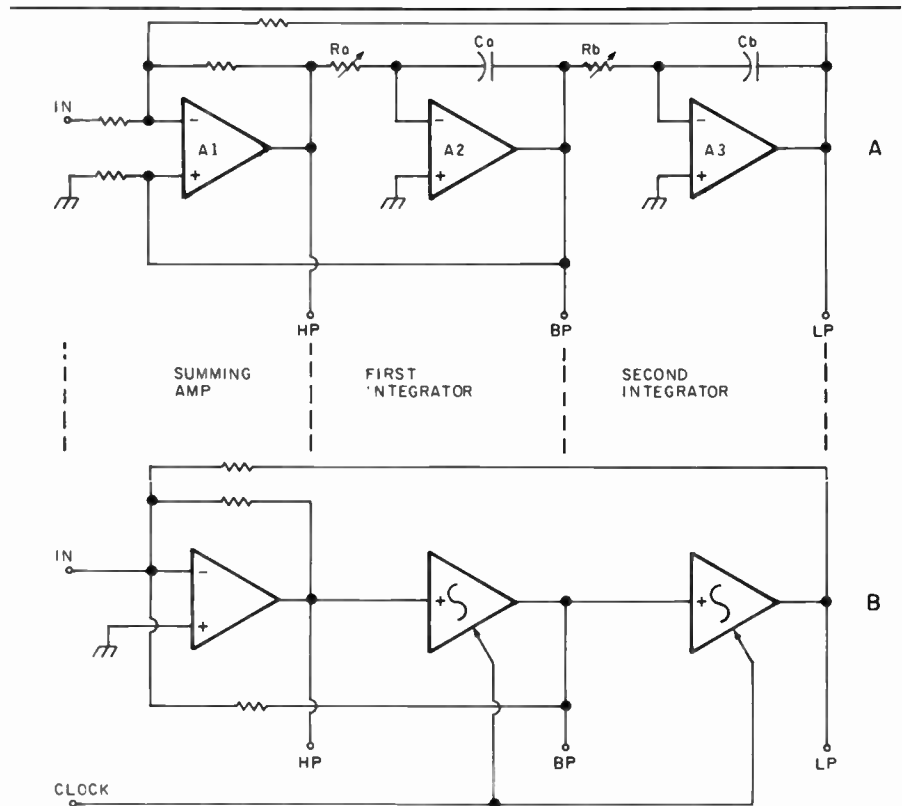 Ra Ca Rb Cb
IN
- - -
A1 A2 A3 A
+ + +
HP BP LP
SUMMING AMP
FIRST INTEGRATOR
SECOND INTEGRATOR
IN
- + + B
+
HP BP LP
CLOCK